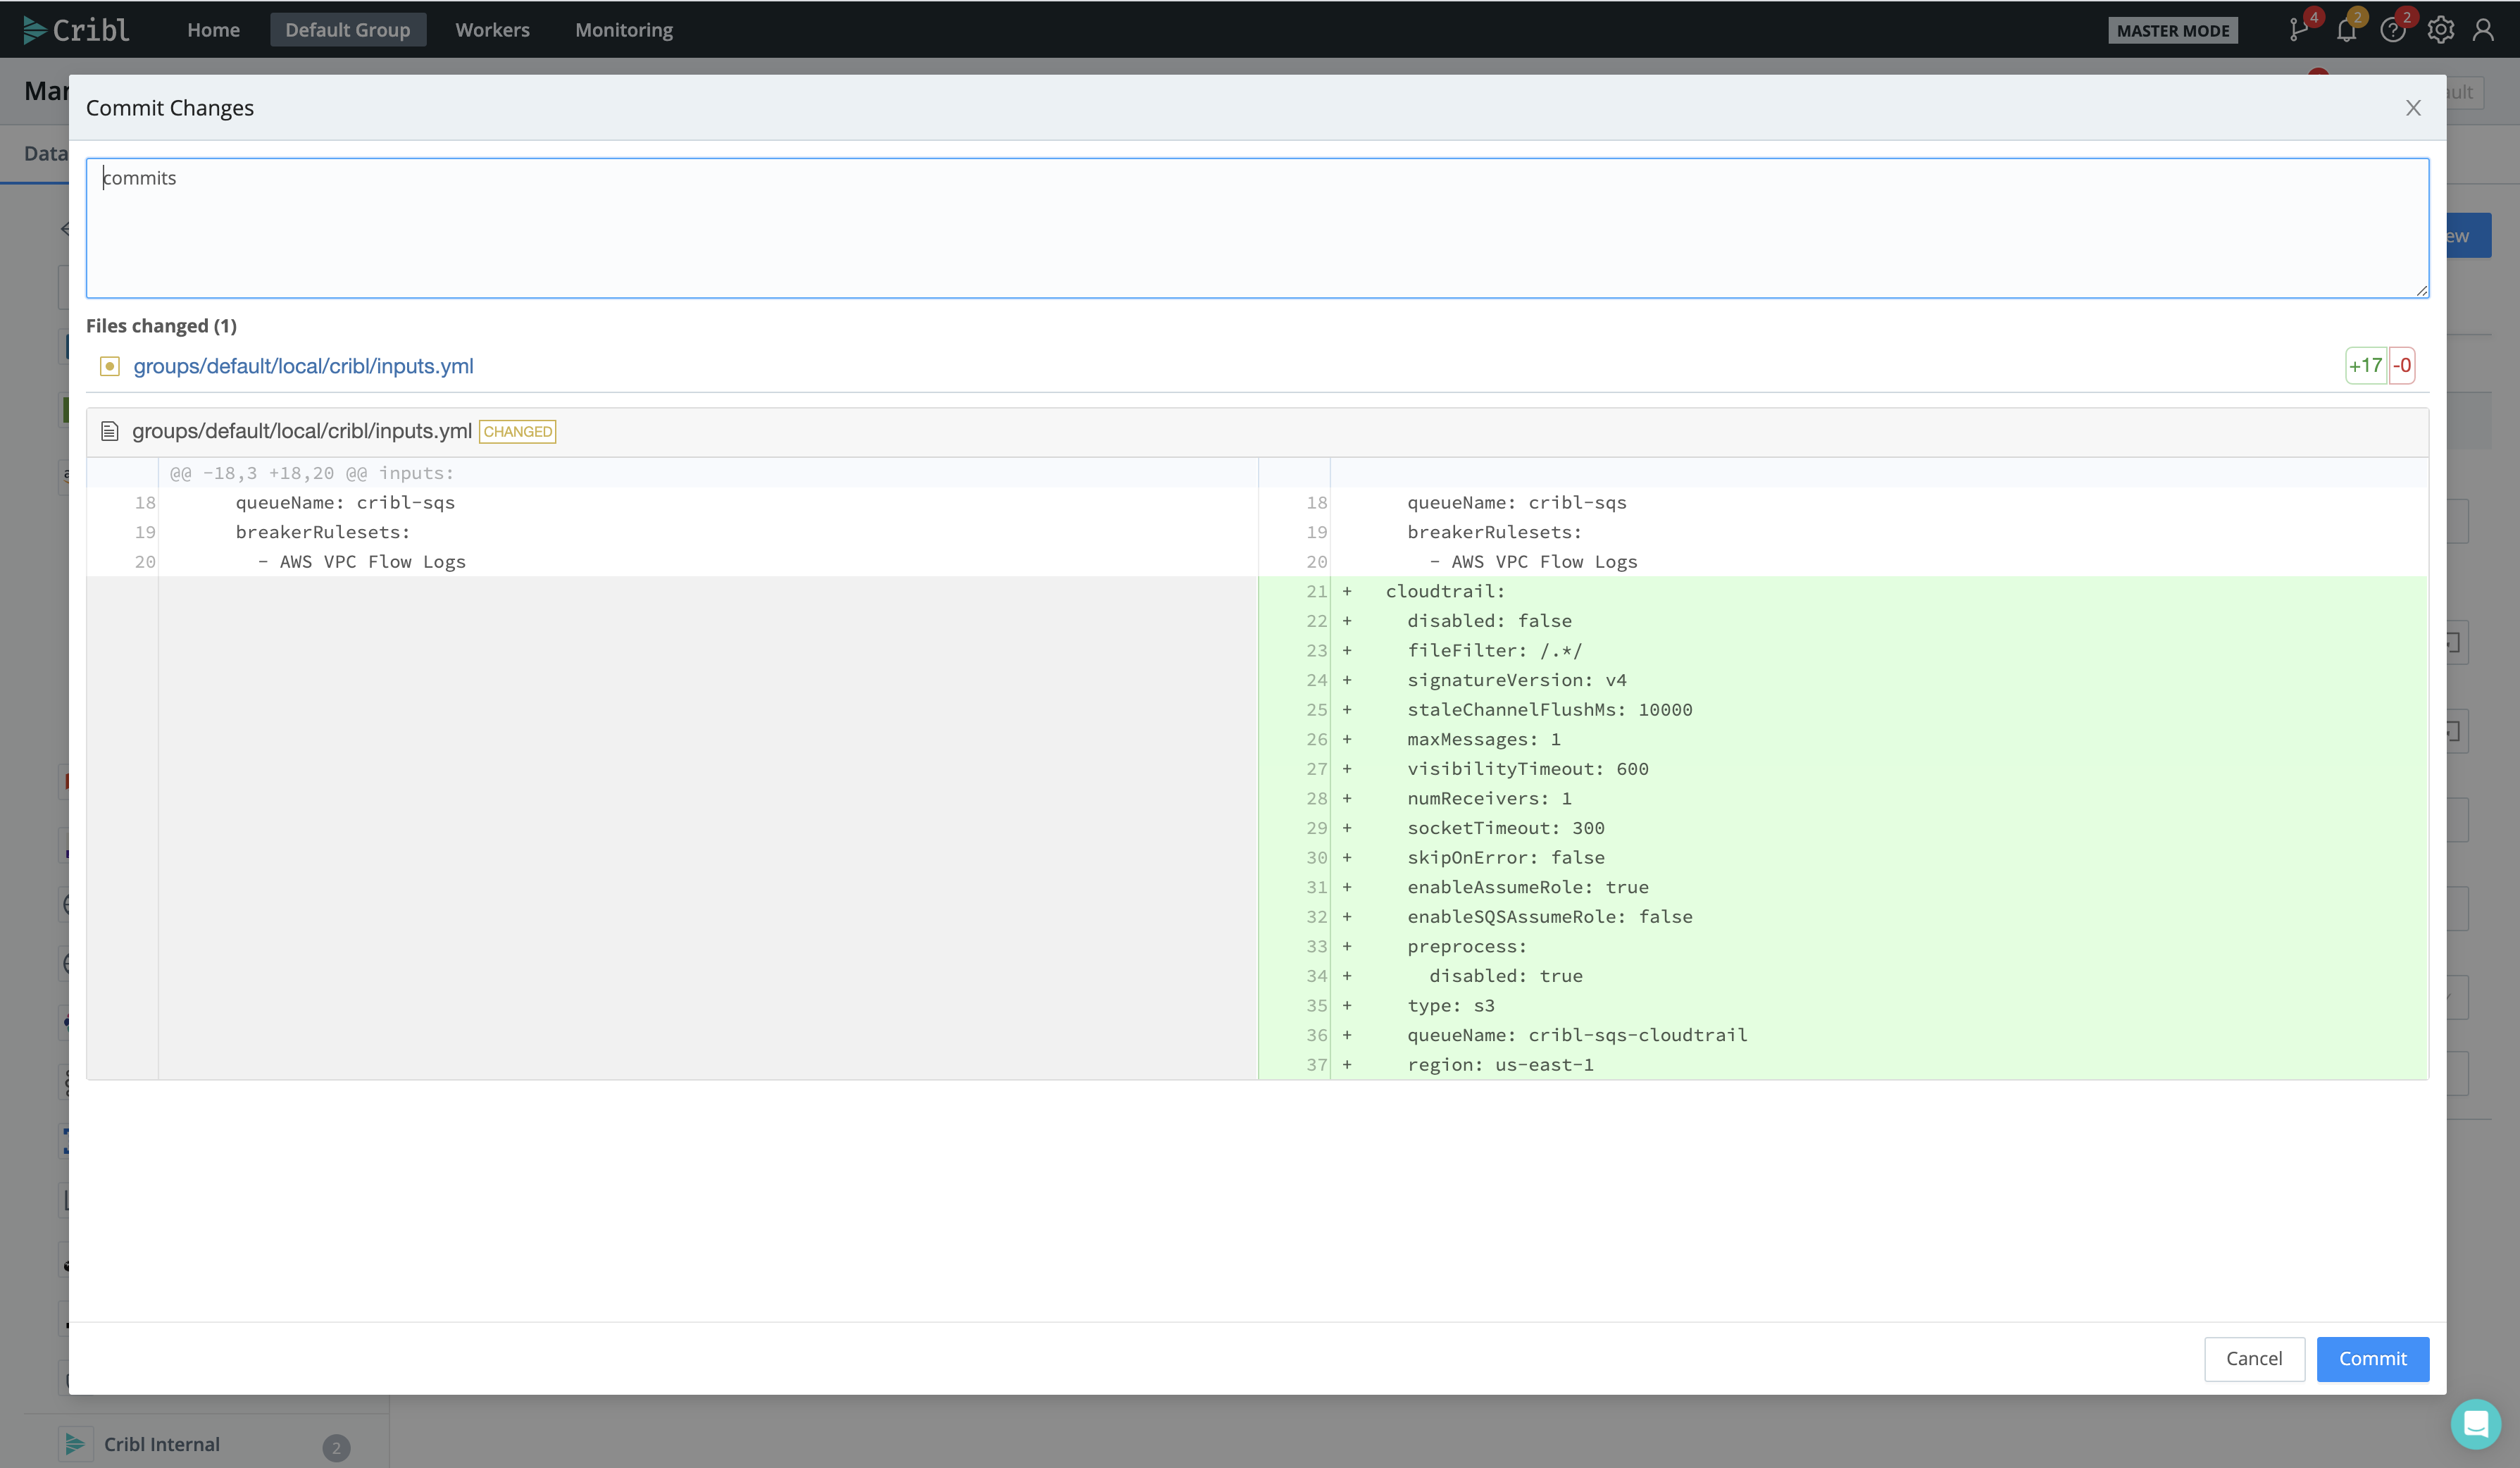 Cribl Home Default Group Workers Monitoring MASTER MODE 4 2 2
Mar
ault
Commit Changes
Data
commits
ew
Files changed (1)
groups/default/local/cribl/inputs.yml +17 -0
groups/default/local/cribl/inputs.yml CHANGED
@@ -18,3 +18,20 @@ inputs:
18 queueName: cribl-sqs 18 queueName: cribl-sqs
19 breakerRulesets: 19 breakerRulesets:
20 - AWS VPC Flow Logs 20 - AWS VPC Flow Logs
21 + cloudtrail:
22 + disabled: false
23 + fileFilter: /.*/
24 + signatureVersion: v4
25 + staleChannelFlushMs: 10000
26 + maxMessages: 1
27 + visibilityTimeout: 600
28 + numReceivers: 1
29 + socketTimeout: 300
30 + skipOnError: false
31 + enableAssumeRole: true
32 + enableSQSAssumeRole: false
33 + preprocess:
34 + disabled: true
35 + type: s3
36 + queueName: cribl-sqs-cloudtrail
37 + region: us-east-1
Cancel Commit
Cribl Internal 2